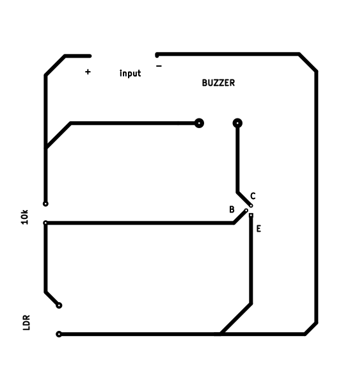 + Input −
BUZZER
10k
C
B
E
LDR